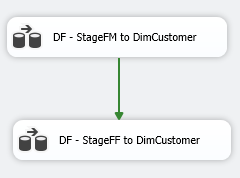 DF - StageFM to DimCustomer
DF - StageFF to DimCustomer